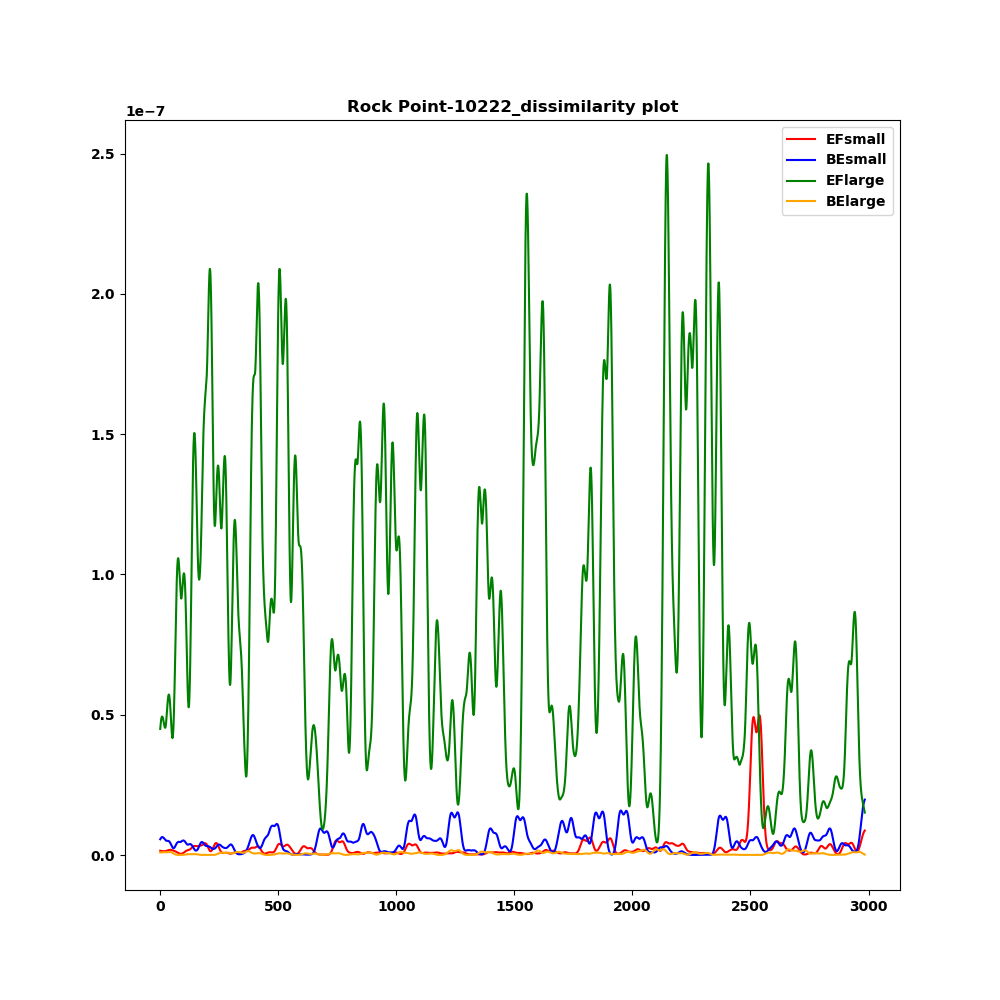 Rock Point-10222_dissimilarity plot
1e−7
EFsmall
BEsmall
EFlarge
BElarge
2.5
2.0
1.5
1.0
0.5
0.0
0 500 1000 1500 2000 2500 3000